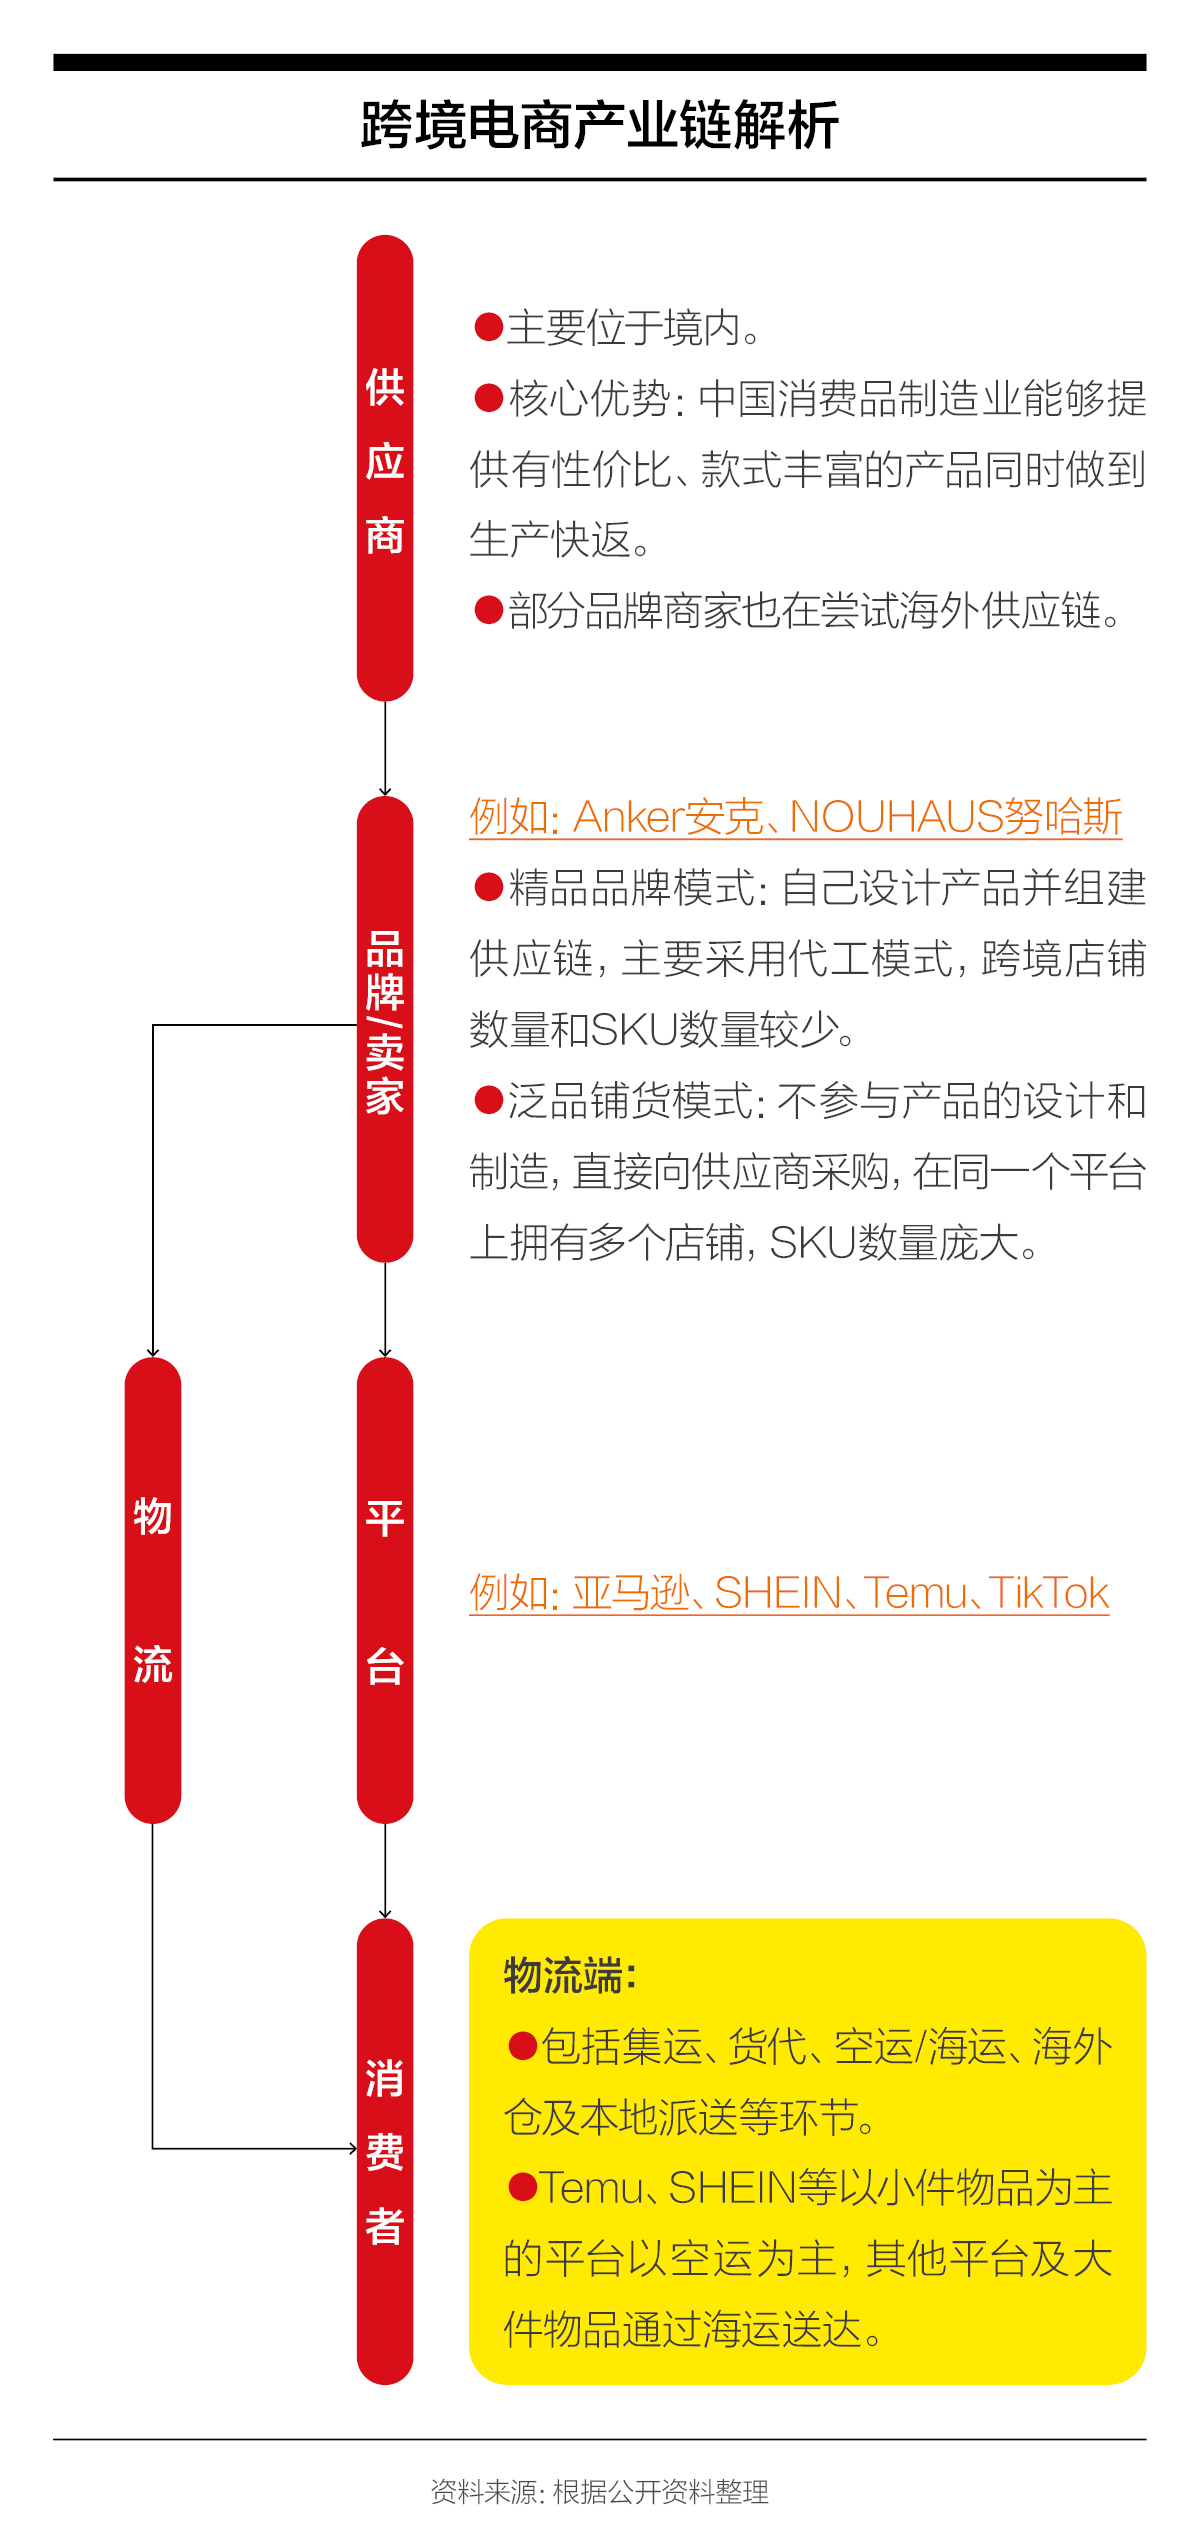 跨境电商产业链解析
供应商
●主要位于境内。
●核心优势：中国消费品制造业能够提
供有性价比、款式丰富的产品同时做到
生产快返。
●部分品牌商家也在尝试海外供应链。
品牌/卖家
例如：Anker安克、NOUHAUS努哈斯
●精品品牌模式：自己设计产品并组建
供应链，主要采用代工模式，跨境店铺
数量和SKU数量较少。
●泛品铺货模式：不参与产品的设计和
制造，直接向供应商采购，在同一个平台
上拥有多个店铺，SKU数量庞大。
物流
平台
例如：亚马逊、SHEIN、Temu、TikTok
消费者
物流端：
●包括集运、货代、空运/海运、海外
仓及本地派送等环节。
●Temu、SHEIN等以小件物品为主
的平台以空运为主，其他平台及大
件物品通过海运送达。
资料来源：根据公开资料整理